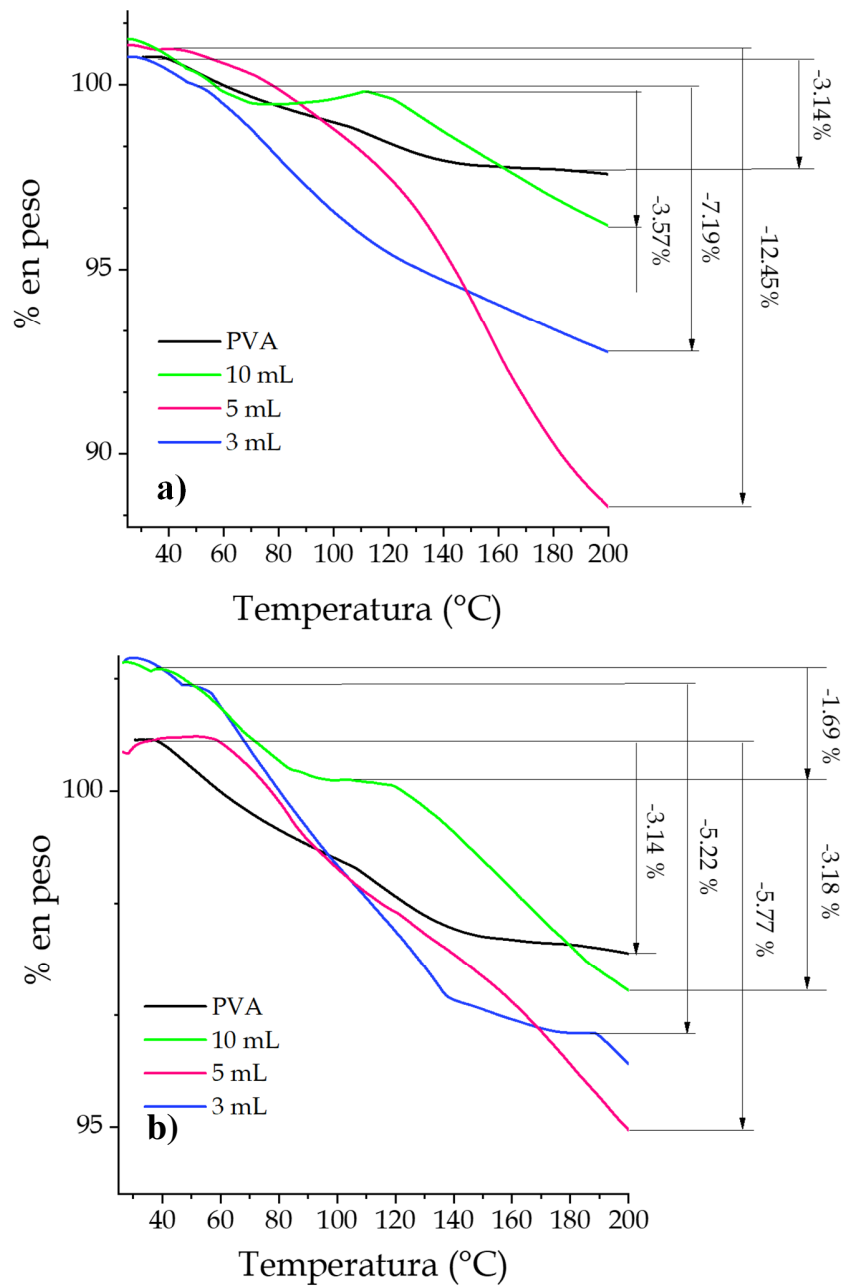 100
95
90
% en peso
PVA
10 mL
5 mL
3 mL
a)
-3.14%
-3.57%
-7.19%
-12.45%
40 60 80 100 120 140 160 180 200
Temperatura (°C)
100
95
% en peso
PVA
10 mL
5 mL
3 mL
b)
-1.69 %
-3.14 %
-5.22 %
-5.77 %
-3.18 %
40 60 80 100 120 140 160 180 200
Temperatura (°C)